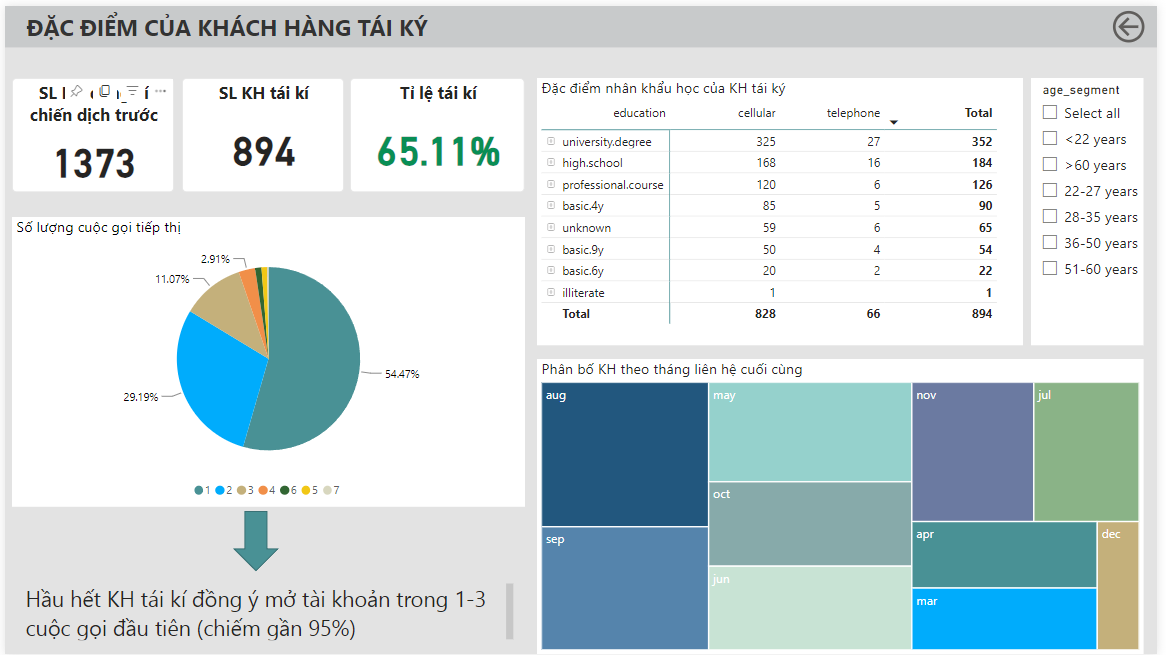 ĐẶC ĐIỂM CỦA KHÁCH HÀNG TÁI KÝ
SL
chiến dịch trước
1373
SL KH tái kí
894
Tỉ lệ tái kí
65.11%
Số lượng cuộc gọi tiếp thị
2.91%
11.07%
29.19%
54.47%
1 2 3 4 6 5 7
Hầu hết KH tái kí đồng ý mở tài khoản trong 1-3
cuộc gọi đầu tiên (chiếm gần 95%)
Đặc điểm nhân khẩu học của KH tái ký
education cellular telephone Total
university.degree 325 27 352
high.school 168 16 184
professional.course 120 6 126
basic.4y 85 5 90
unknown 59 6 65
basic.9y 50 4 54
basic.6y 20 2 22
illiterate 1 1
Total 828 66 894
age_segment
Select all
<22 years
>60 years
22-27 years
28-35 years
36-50 years
51-60 years
Phân bố KH theo tháng liên hệ cuối cùng
aug
sep
may
oct
jun
nov
jul
apr
mar
dec